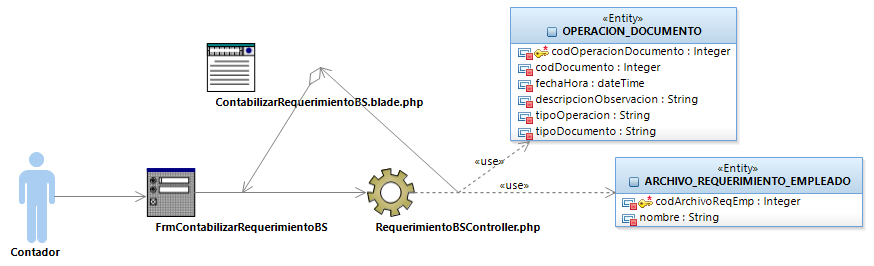 «Entity»
OPERACION_DOCUMENTO
codOperacionDocumento : Integer
codDocumento : Integer
fechaHora : dateTime
descripcionObservacion : String
tipoOperacion : String
tipoDocumento : String
ContabilizarRequerimientoBS.blade.php
«use»
«Entity»
ARCHIVO_REQUERIMIENTO_EMPLEADO
codArchivoReqEmp : Integer
nombre : String
«use»
Contador
FrmContabilizarRequerimientoBS
RequerimientoBSController.php